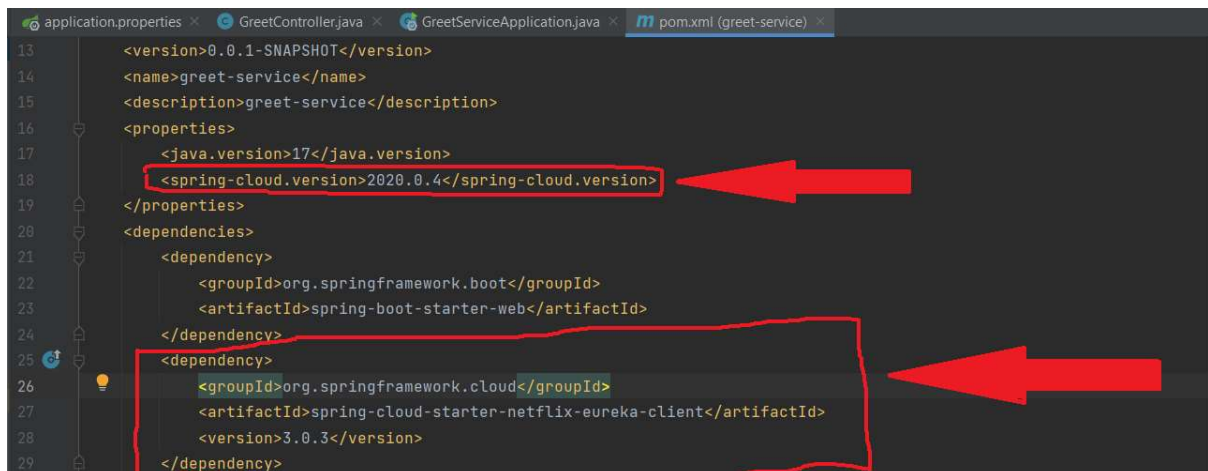 application.properties GreetController.java GreetServiceApplication.java pom.xml (greet-service)
13 <version>0.0.1-SNAPSHOT</version>
14 <name>greet-service</name>
15 <description>greet-service</description>
16 <properties>
17 <java.version>17</java.version>
18 <spring-cloud.version>2020.0.4</spring-cloud.version>
19 </properties>
20 <dependencies>
21 <dependency>
22 <groupId>org.springframework.boot</groupId>
23 <artifactId>spring-boot-starter-web</artifactId>
24 </dependency>
25 <dependency>
26 <groupId>org.springframework.cloud</groupId>
27 <artifactId>spring-cloud-starter-netflix-eureka-client</artifactId>
28 <version>3.0.3</version>
29 </dependency>